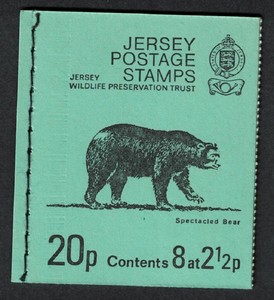 JERSEY
POSTAGE
STAMPS
JERSEY
WILDLIFE PRESERVATION TRUST
Spectacled Bear
20p Contents 8 at 2½p